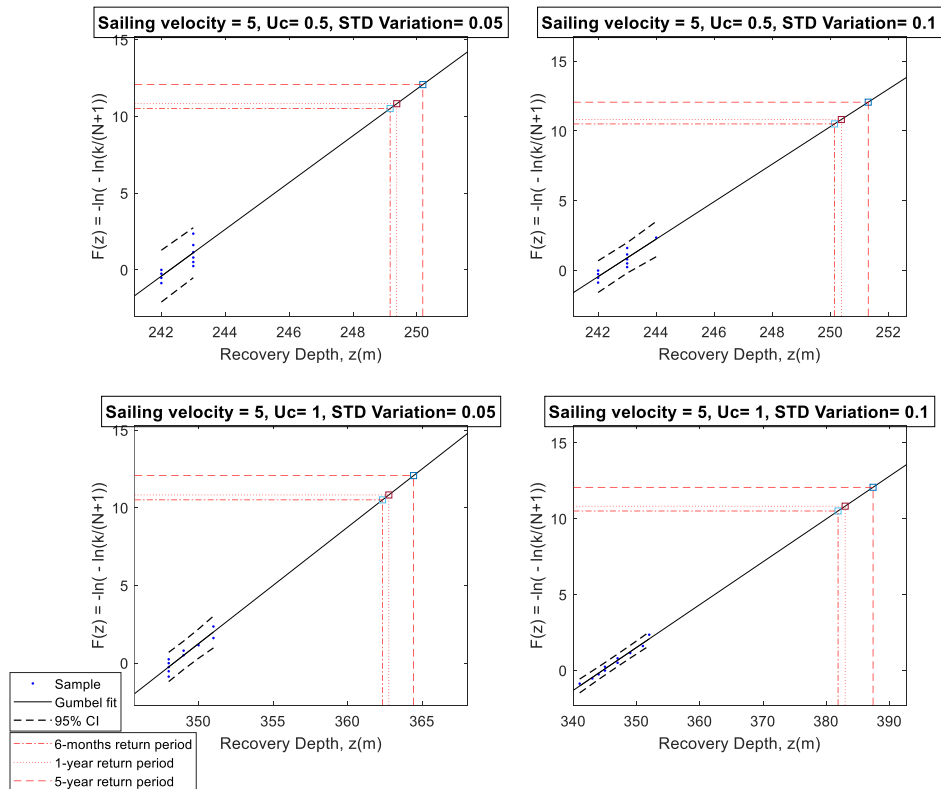 Sailing velocity = 5, Uc= 0.5, STD Variation= 0.05
15
10
5
0
F(z) = -ln( - ln(k/(N+1))
242 244 246 248 250
Recovery Depth, z(m)
Sailing velocity = 5, Uc= 0.5, STD Variation= 0.1
15
10
5
0
F(z) = -ln( - ln(k/(N+1))
242 244 246 248 250 252
Recovery Depth, z(m)
Sailing velocity = 5, Uc= 1, STD Variation= 0.05
15
10
5
0
F(z) = -ln( - ln(k/(N+1))
350 355 360 365
Recovery Depth, z(m)
Sailing velocity = 5, Uc= 1, STD Variation= 0.1
15
10
5
0
F(z) = -ln( - ln(k/(N+1))
340 350 360 370 380 390
Recovery Depth, z(m)
Sample
Gumbel fit
95% CI
6-months return period
1-year return period
5-year return period